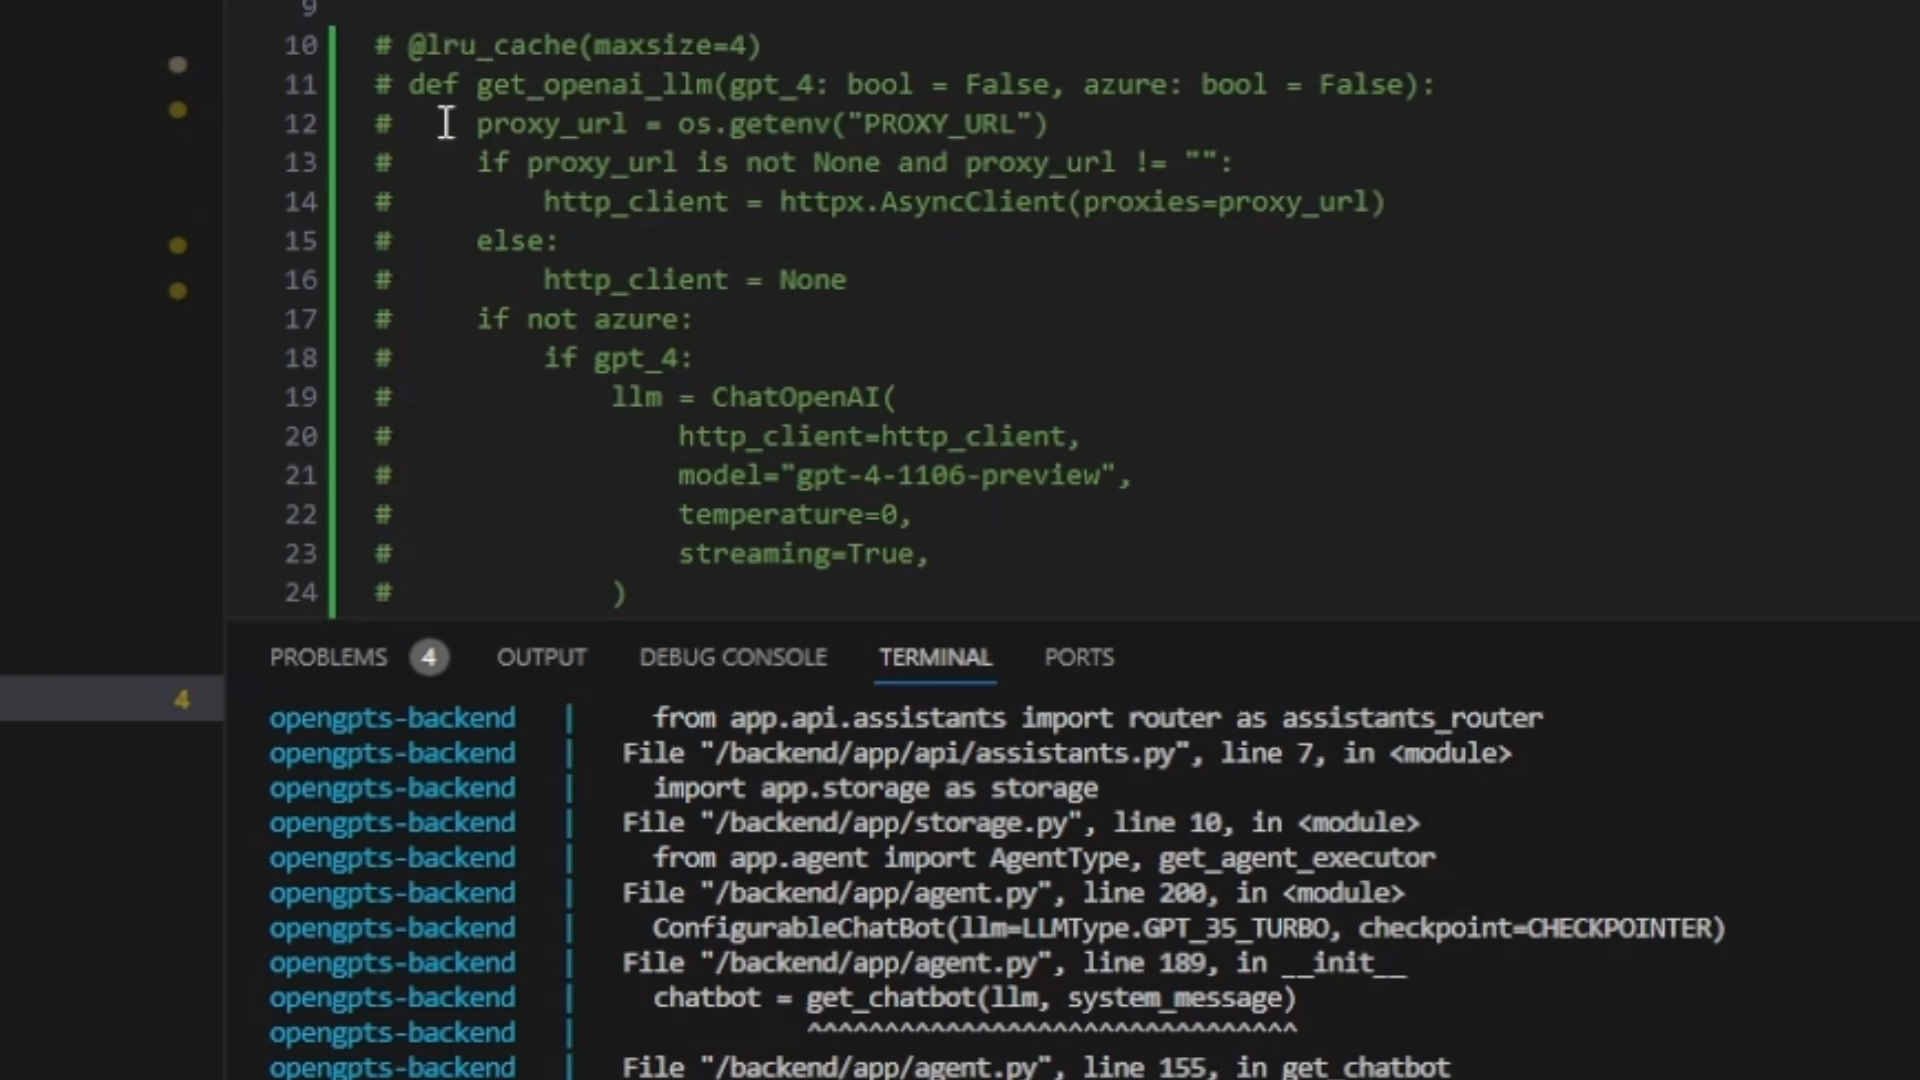 9
10 # @lru_cache(maxsize=4)
11 # def get_openai_llm(gpt_4: bool = False, azure: bool = False):
12 #     proxy_url = os.getenv("PROXY_URL")
13 #     if proxy_url is not None and proxy_url != "":
14 #         http_client = httpx.AsyncClient(proxies=proxy_url)
15 #     else:
16 #         http_client = None
17 #     if not azure:
18 #         if gpt_4:
19 #             llm = ChatOpenAI(
20 #                 http_client=http_client,
21 #                 model="gpt-4-1106-preview",
22 #                 temperature=0,
23 #                 streaming=True,
24 #             )
PROBLEMS 4 OUTPUT DEBUG CONSOLE TERMINAL PORTS
4
opengpts-backend | from app.api.assistants import router as assistants_router
opengpts-backend | File "/backend/app/api/assistants.py", line 7, in <module>
opengpts-backend | import app.storage as storage
opengpts-backend | File "/backend/app/storage.py", line 10, in <module>
opengpts-backend | from app.agent import AgentType, get_agent_executor
opengpts-backend | File "/backend/app/agent.py", line 200, in <module>
opengpts-backend | ConfigurableChatBot(llm=LLMType.GPT_35_TURBO, checkpoint=CHECKPOINTER)
opengpts-backend | File "/backend/app/agent.py", line 189, in __init__
opengpts-backend | chatbot = get_chatbot(llm, system_message)
opengpts-backend | ^^^^^^^^^^^^^^^^^^^^^^^^^^^^^^^^
opengpts-backend | File "/backend/app/agent.py", line 155, in get_chatbot